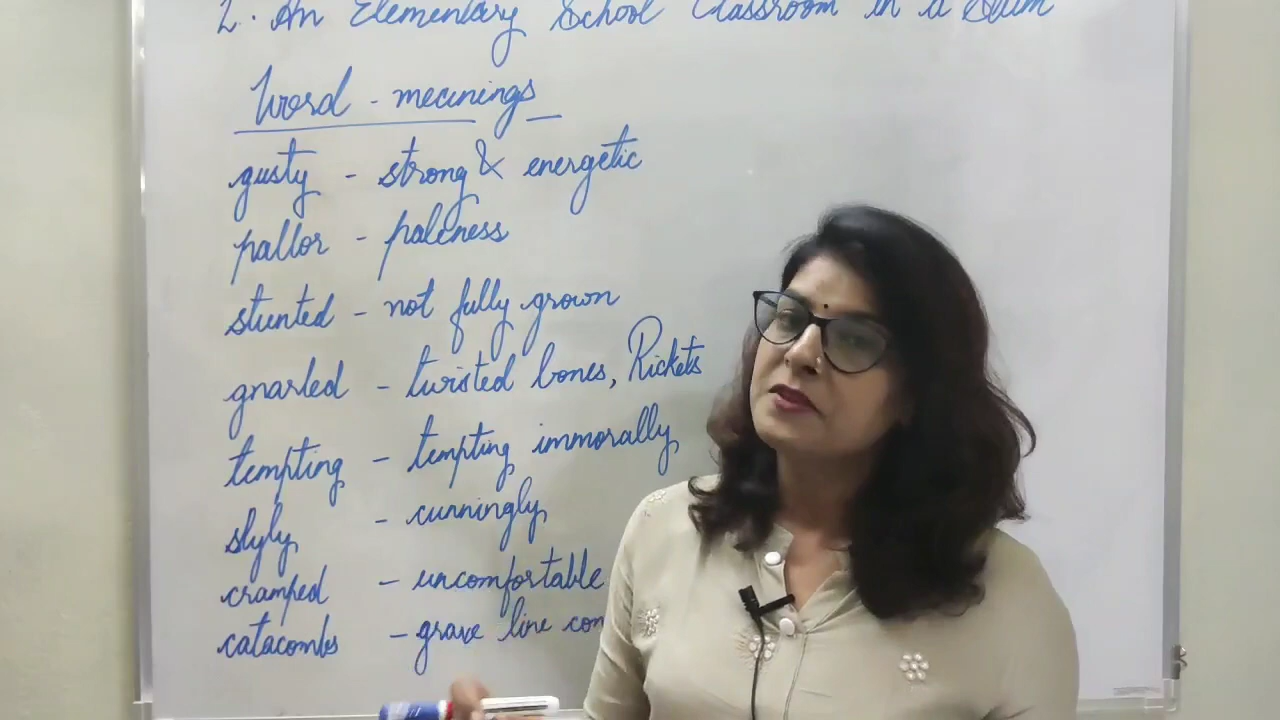 2. An Elementary School Classroom in a Slum
Word - meanings
gusty - strong & energetic
pallor - paleness
stunted - not fully grown
gnarled - twisted bones, Rickets
tempting - tempting immorally
slyly - cunningly
cramped - uncomfortable
catacombs - grave line con